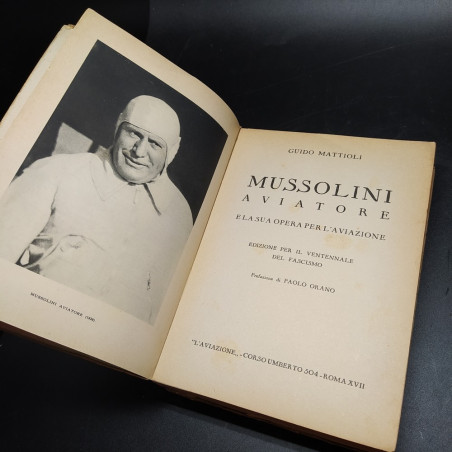 MUSSOLINI AVIATORE
GUIDO MATTIOLI
MUSSOLINI
AVIATORE
E LA SUA OPERA PER L'AVIAZIONE
EDIZIONE PER IL VENTENNALE
DEL FASCISMO
Prefazione di PAOLO ORANO
"L'AVIAZIONE„ - CORSO UMBERTO 504 - ROMA XVII